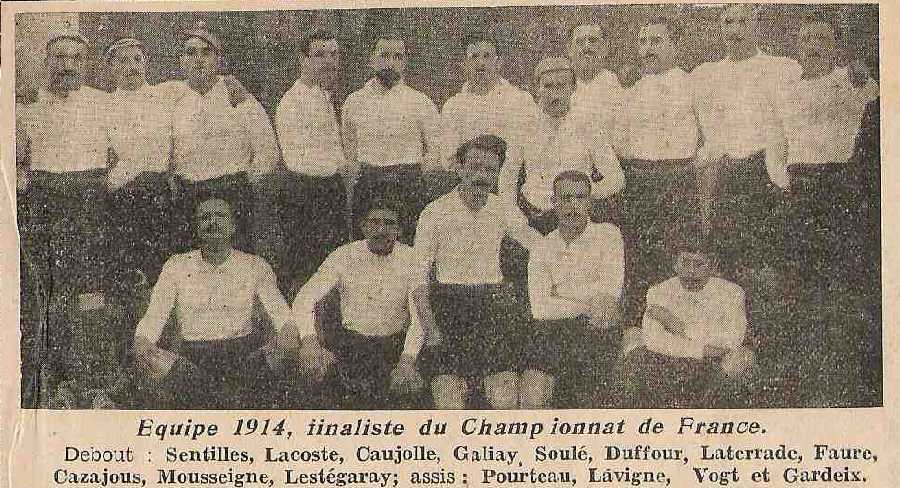 Equipe 1914, iinaliste du Championnat de France.
Debout : Sentilles, Lacoste, Caujolle, Galiay, Soulé, Duffour, Laterrade, Faure,
Cazajous, Mousseigne, Lestégaray; assis : Pourteau, Lavigne, Vogt et Gardeix.